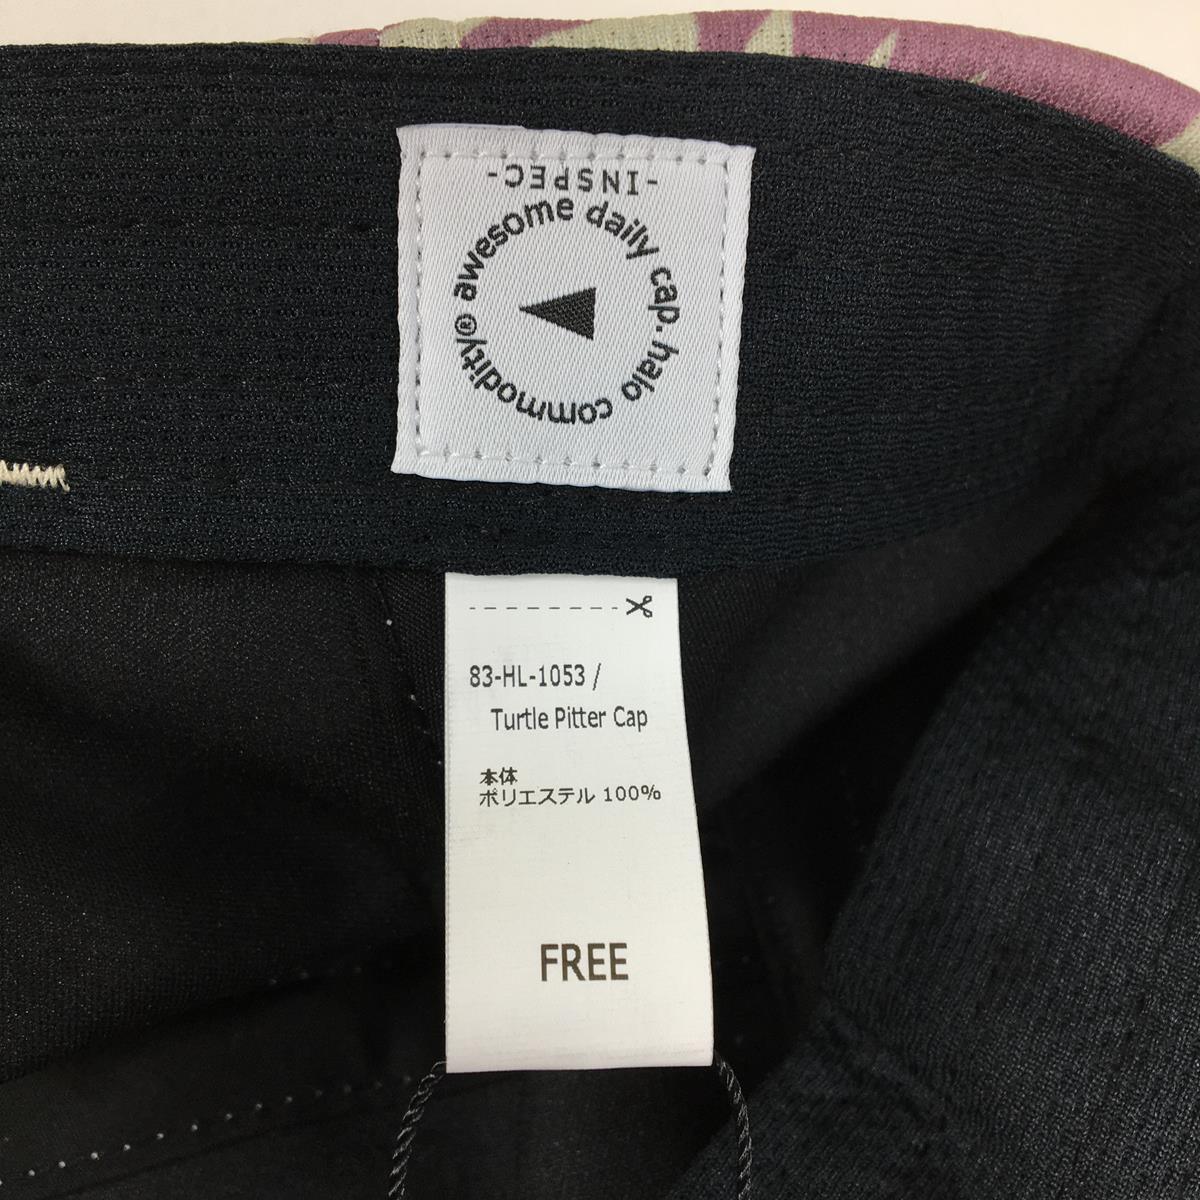 -INSPEC-
awesome daily cap. halo commodity®
83-HL-1053 /
Turtle Pitter Cap
本体
ポリエステル 100%
FREE